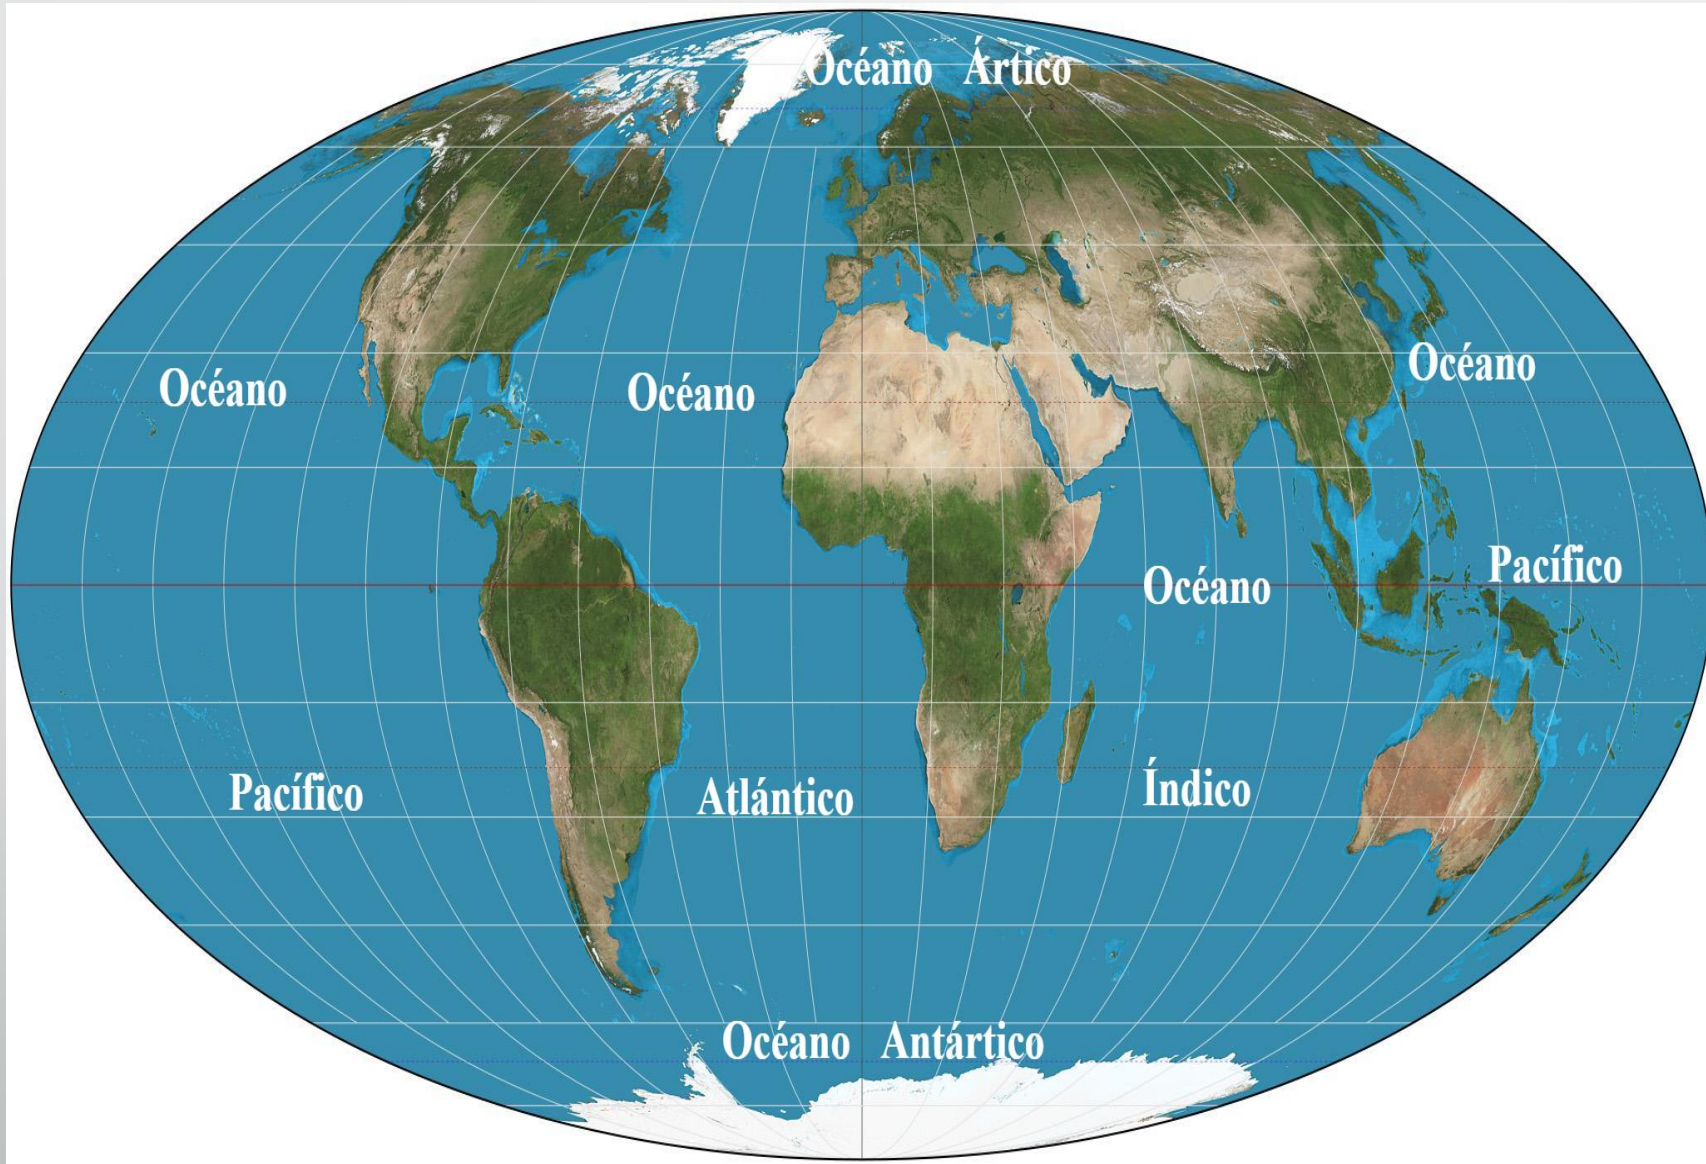 Océano Ártico
Océano
Océano
Océano
Océano
Pacífico
Pacífico
Atlántico
Índico
Océano Antártico